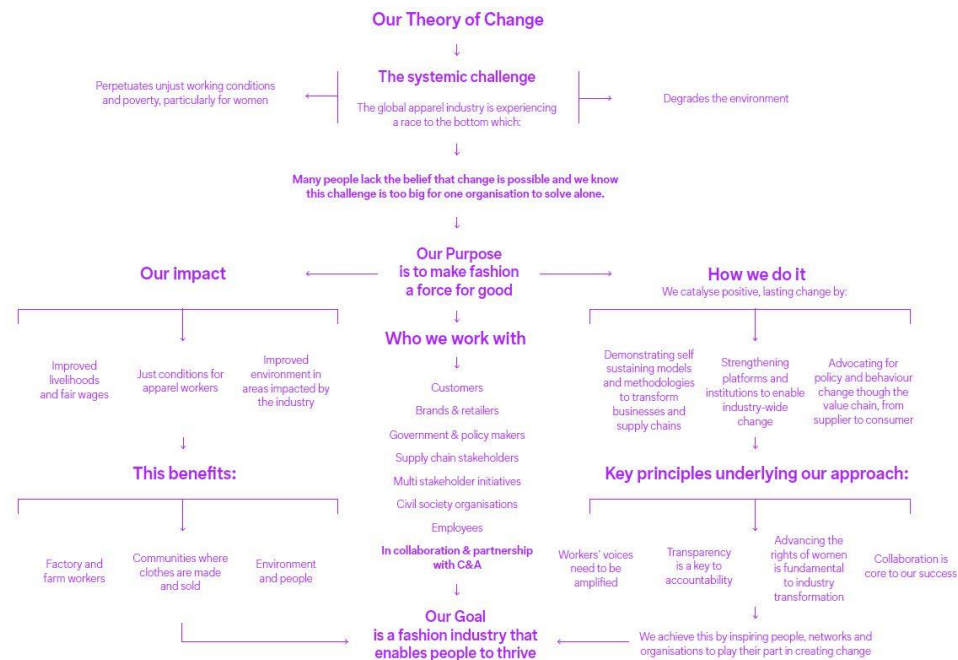 Our Theory of Change
The systemic challenge
The global apparel industry is experiencing
a race to the bottom which:
Perpetuates unjust working conditions
and poverty, particularly for women
Degrades the environment
Many people lack the belief that change is possible and we know
this challenge is too big for one organisation to solve alone.
Our Purpose
is to make fashion
a force for good
Our impact
Improved
livelihoods
and fair wages
Just conditions for
apparel workers
Improved
environment in
areas impacted by
the industry
This benefits:
Factory and
farm workers
Communities where
clothes are made
and sold
Environment
and people
Who we work with
Customers
Brands & retailers
Government & policy makers
Supply chain stakeholders
Multi stakeholder initiatives
Civil society organisations
Employees
In collaboration & partnership
with C&A
How we do it
We catalyse positive, lasting change by:
Demonstrating self
sustaining models
and methodologies
to transform
businesses and
supply chains
Strengthening
platforms and
institutions to enable
industry-wide
change
Advocating for
policy and behaviour
change though the
value chain, from
supplier to consumer
Key principles underlying our approach:
Workers' voices
need to be
amplified
Transparency
is a key to
accountability
Advancing the
rights of women
is fundamental
to industry
transformation
Collaboration is
core to our success
We achieve this by inspiring people, networks and
organisations to play their part in creating change
Our Goal
is a fashion industry that
enables people to thrive